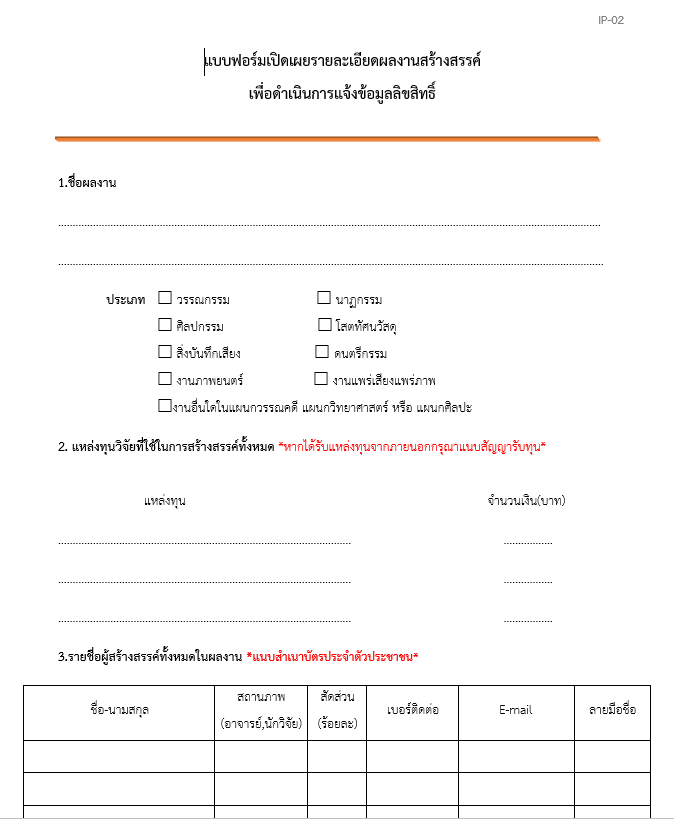 IP-02
แบบฟอร์มเปิดเผยรายละเอียดผลงานสร้างสรรค์
เพื่อดำเนินการแจ้งข้อมูลลิขสิทธิ์
1.ชื่อผลงาน
ประเภท ☐ วรรณกรรม ☐ นาฏกรรม
☐ ศิลปกรรม ☐ โสตทัศนวัสดุ
☐ สิ่งบันทึกเสียง ☐ ดนตรีกรรม
☐ งานภาพยนตร์ ☐ งานแพร่เสียงแพร่ภาพ
☐งานอื่นใดในแผนกวรรณคดี แผนกวิทยาศาสตร์ หรือ แผนกศิลปะ
2. แหล่งทุนวิจัยที่ใช้ในการสร้างสรรค์ทั้งหมด *หากได้รับแหล่งทุนจากภายนอกกรุณาแนบสัญญารับทุน*
แหล่งทุน จำนวนเงิน(บาท)
3.รายชื่อผู้สร้างสรรค์ทั้งหมดในผลงาน *แนบสำเนาบัตรประจำตัวประชาชน*
ชื่อ-นามสกุล สถานภาพ (อาจารย์,นักวิจัย) สัดส่วน (ร้อยละ) เบอร์ติดต่อ E-mail ลายมือชื่อ